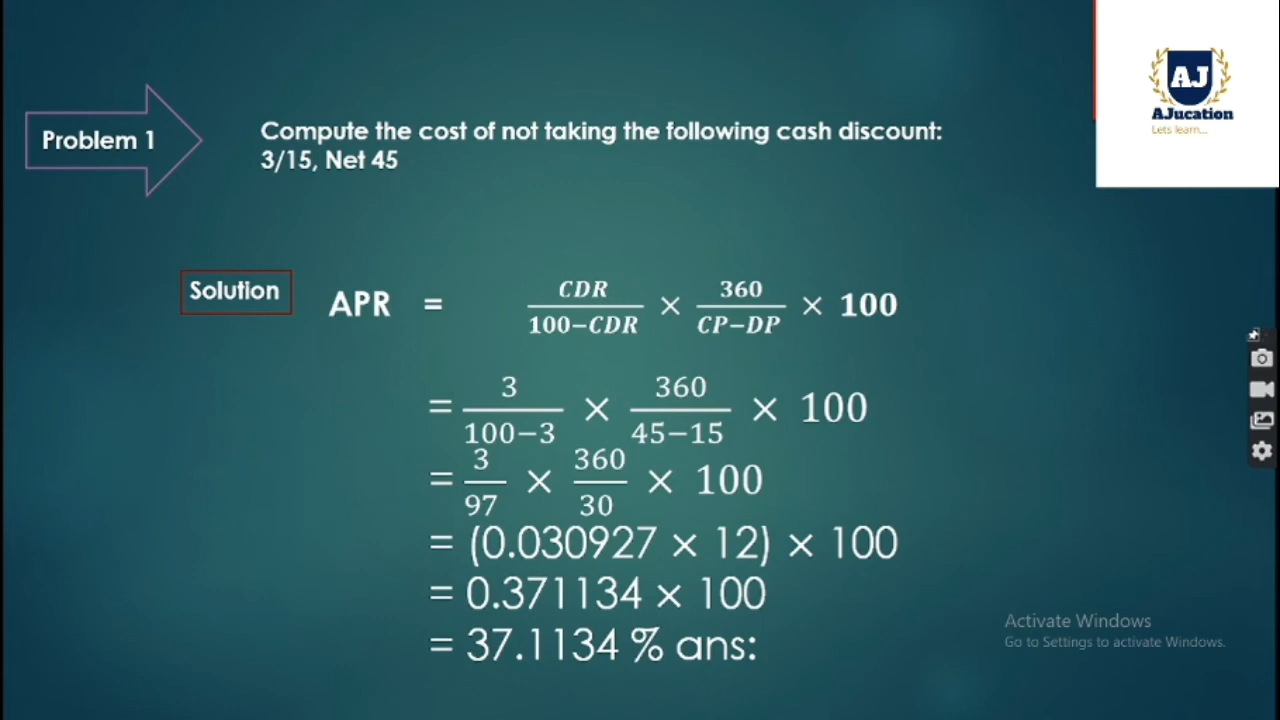 Problem 1
Compute the cost of not taking the following cash discount:
3/15, Net 45
AJ
AJucation
Lets learn...
Solution
APR = CDR/100−CDR × 360/CP−DP × 100
= 3/100−3 × 360/45−15 × 100
= 3/97 × 360/30 × 100
= (0.030927 × 12) × 100
= 0.371134 × 100
= 37.1134 % ans:
Activate Windows
Go to Settings to activate Windows.